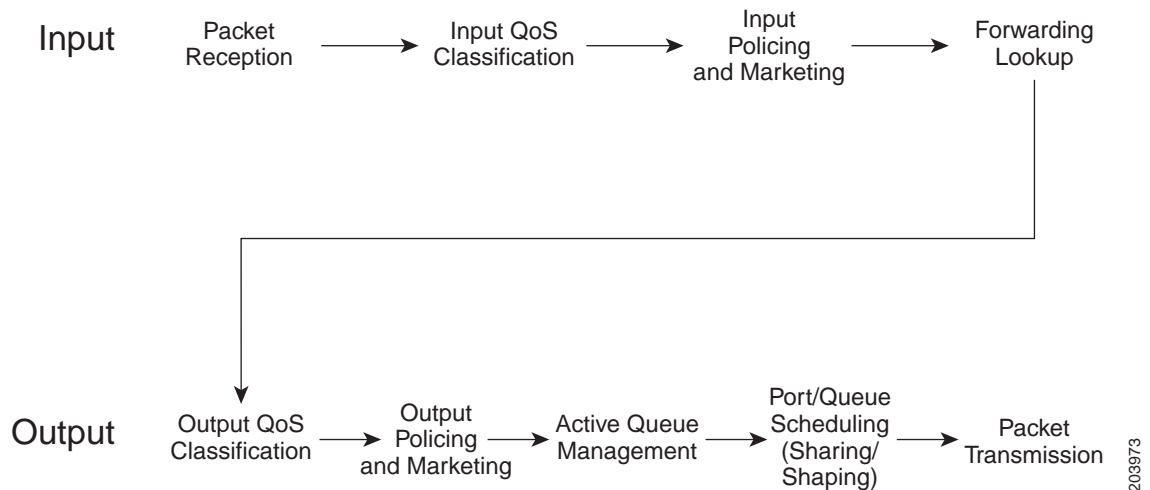 Input
Packet
Reception
Input QoS
Classification
Input
Policing
and Marketing
Forwarding
Lookup
Output
Output QoS
Classification
Output
Policing
and Marketing
Active Queue
Management
Port/Queue
Scheduling
(Sharing/
Shaping)
Packet
Transmission
203973